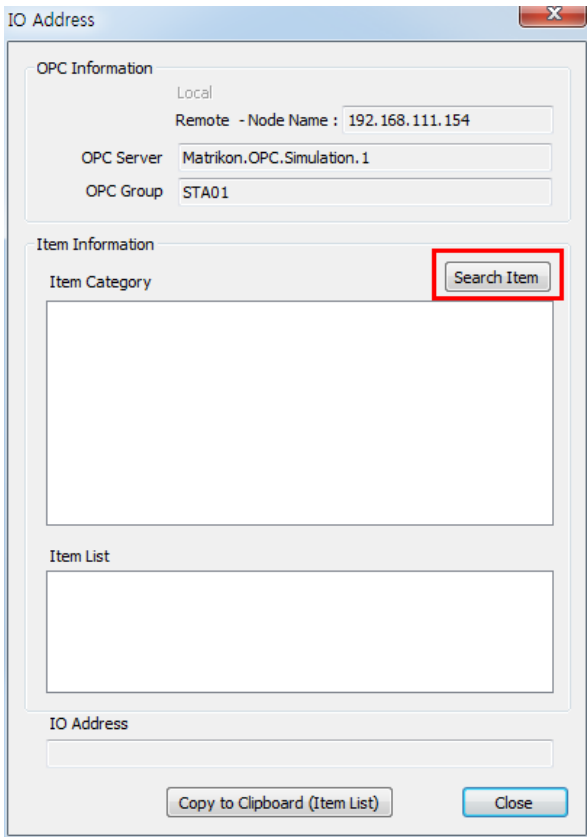 IO Address
OPC Information
Local
Remote - Node Name : 192.168.111.154
OPC Server Matrikon.OPC.Simulation.1
OPC Group STA01
Item Information
Search Item
Item Category
Item List
IO Address
Copy to Clipboard (Item List) Close